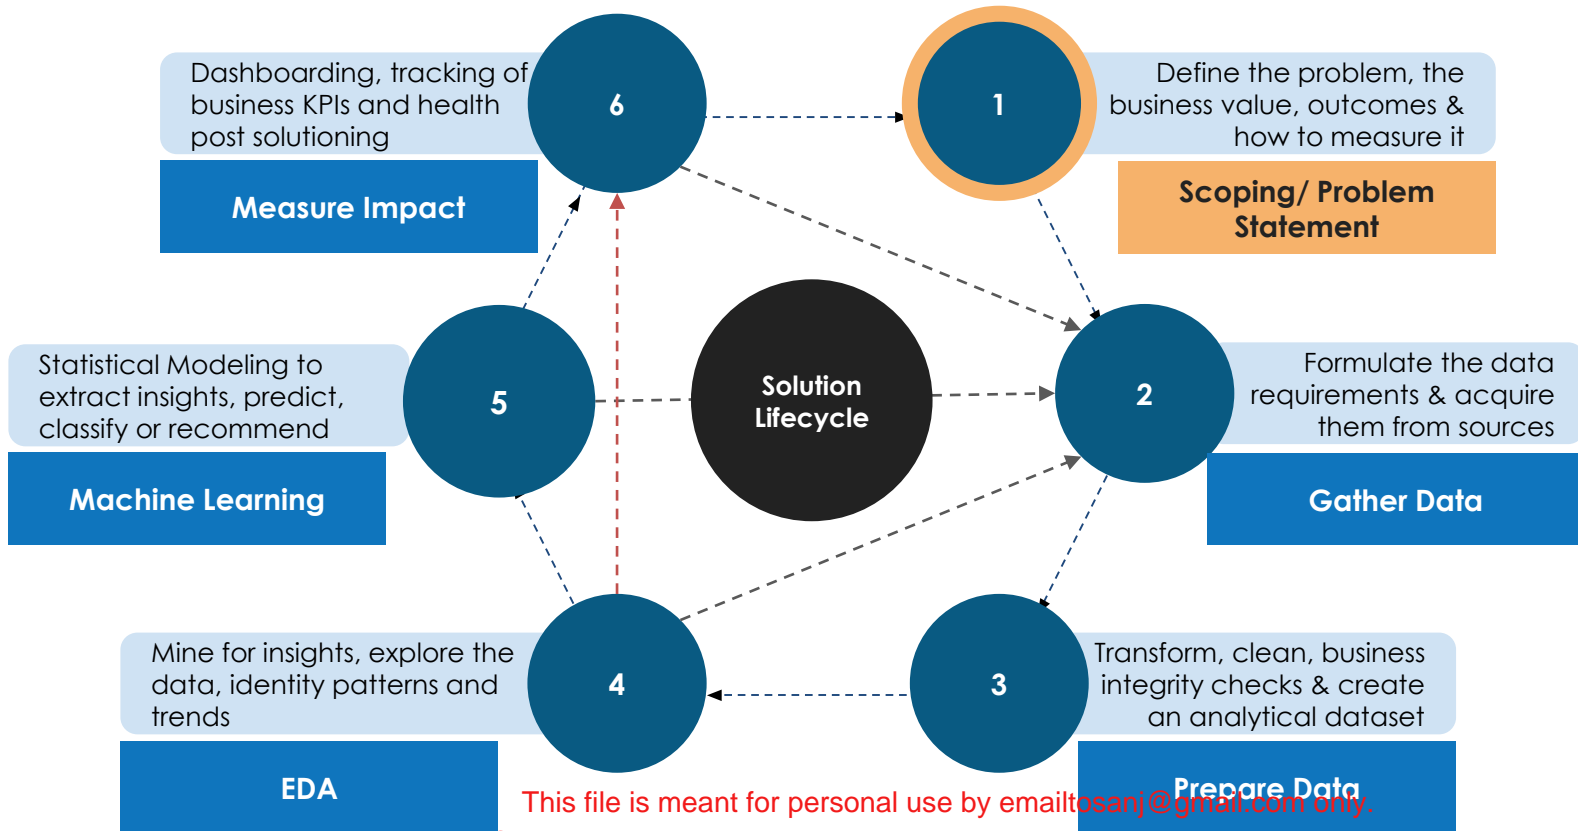 Dashboarding, tracking of
business KPIs and health
post solutioning
6
Measure Impact
1
Define the problem, the
business value, outcomes &
how to measure it
Scoping/ Problem
Statement
Statistical Modeling to
extract insights, predict,
classify or recommend
5
Machine Learning
Solution
Lifecycle
2
Formulate the data
requirements & acquire
them from sources
Gather Data
Mine for insights, explore the
data, identity patterns and
trends
4
EDA
3
Transform, clean, business
integrity checks & create
an analytical dataset
Prepare Data
This file is meant for personal use by emailtosanj@gmail.com only.